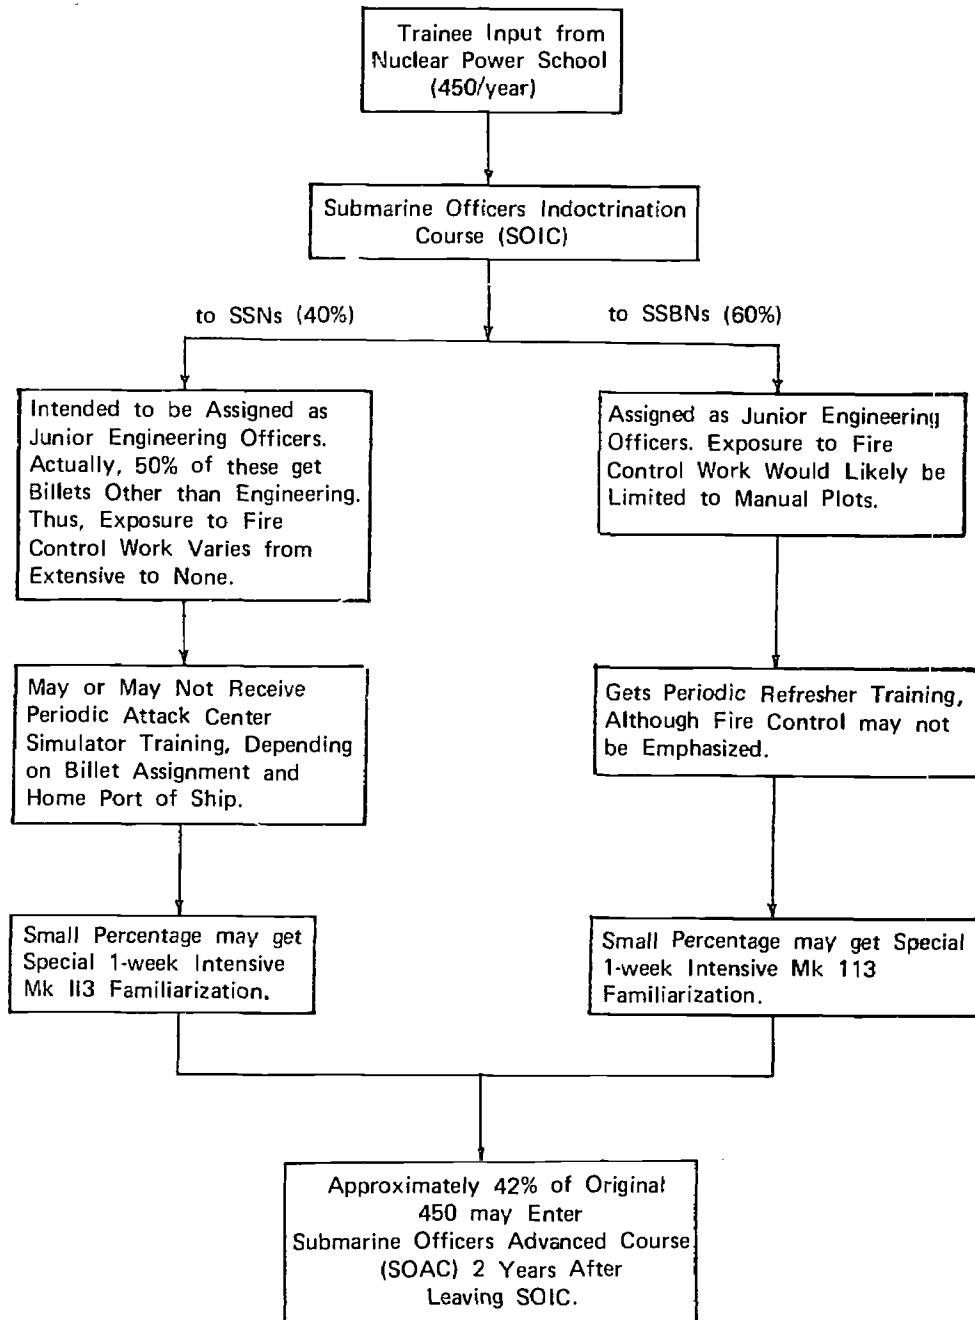 Trainee Input from
Nuclear Power School
(450/year)
Submarine Officers Indoctrination
Course (SOIC)
to SSNs (40%)
to SSBNs (60%)
Intended to be Assigned as
Junior Engineering Officers.
Actually, 50% of these get
Billets Other than Engineering.
Thus, Exposure to Fire
Control Work Varies from
Extensive to None.
Assigned as Junior Engineering
Officers. Exposure to Fire
Control Work Would Likely be
Limited to Manual Plots.
May or May Not Receive
Periodic Attack Center
Simulator Training, Depending
on Billet Assignment and
Home Port of Ship.
Gets Periodic Refresher Training,
Although Fire Control may not
be Emphasized.
Small Percentage may get
Special 1-week Intensive
Mk 113 Familiarization.
Small Percentage may get Special
1-week Intensive Mk 113
Familiarization.
Approximately 42% of Original
450 may Enter
Submarine Officers Advanced Course
(SOAC) 2 Years After
Leaving SOIC.